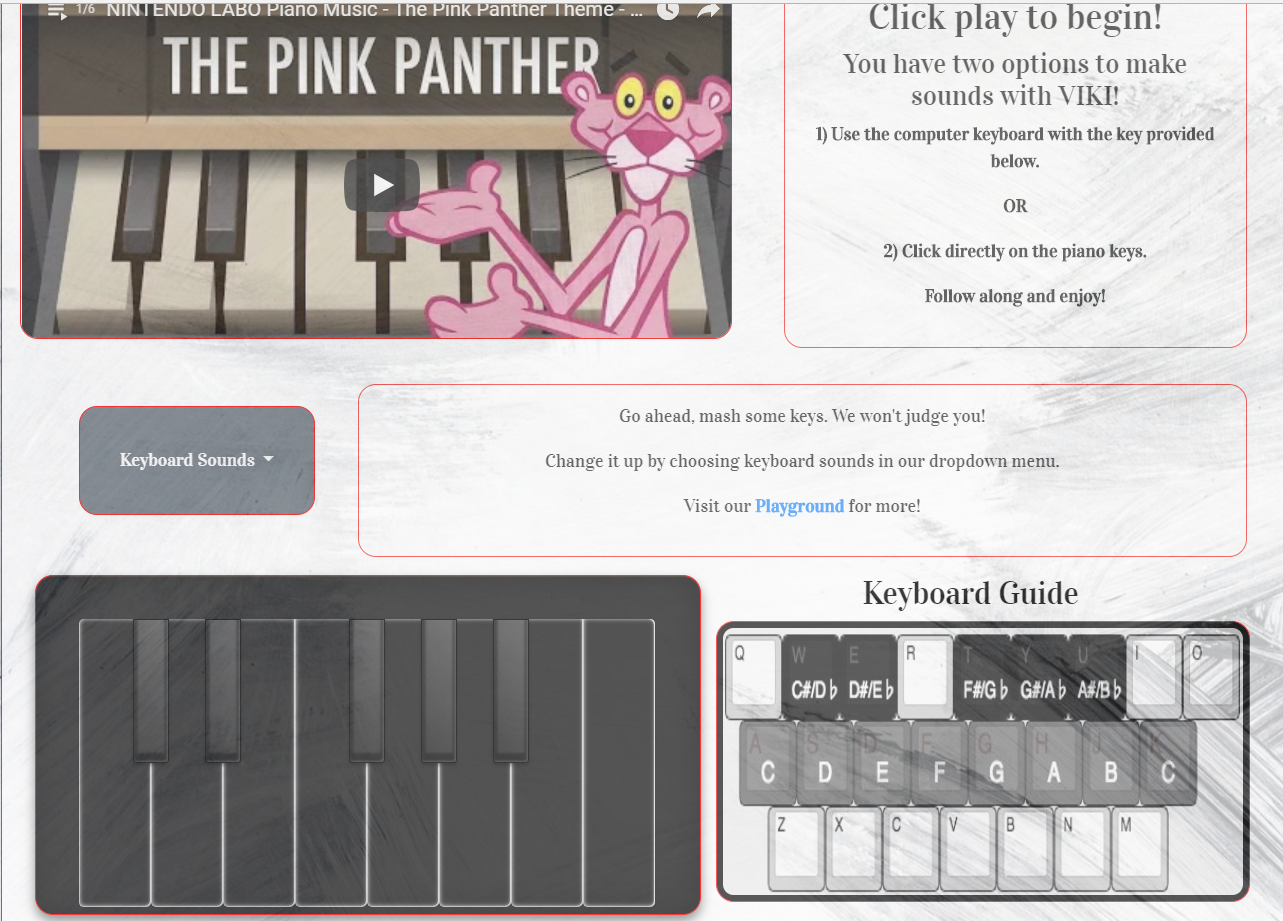 1/6 NINTENDO LABO Piano Music - The Pink Panther Theme - ...
THE PINK PANTHER
Click play to begin!
You have two options to make
sounds with VIKI!
1) Use the computer keyboard with the key provided
below.
OR
2) Click directly on the piano keys.
Follow along and enjoy!
Keyboard Sounds
Go ahead, mash some keys. We won't judge you!
Change it up by choosing keyboard sounds in our dropdown menu.
Visit our Playground for more!
Keyboard Guide
Q W E R T Y U I O
C#/D♭ D#/E♭ F#/G♭ G#/A♭ A#/B♭
A S D F G H J K
C D E F G A B C
Z X C V B N M